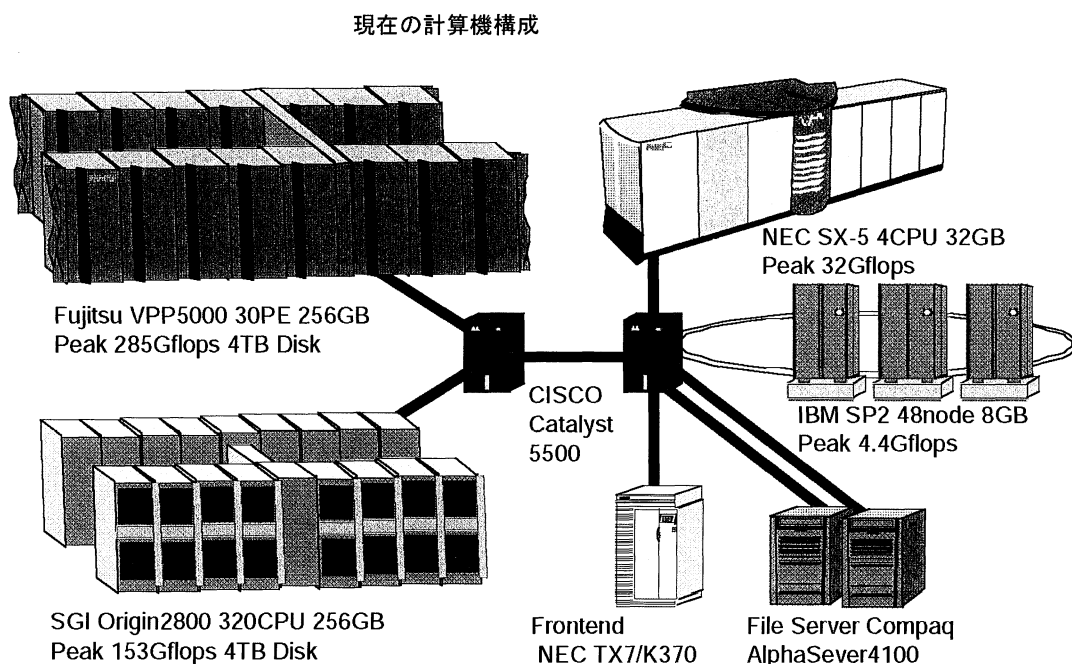 現在の計算機構成
NEC SX-5 4CPU 32GB
Peak 32Gflops
Fujitsu VPP5000 30PE 256GB
Peak 285Gflops 4TB Disk
CISCO
Catalyst
5500
IBM SP2 48node 8GB
Peak 4.4Gflops
SGI Origin2800 320CPU 256GB
Peak 153Gflops 4TB Disk
Frontend
NEC TX7/K370
File Server Compaq
AlphaSever4100